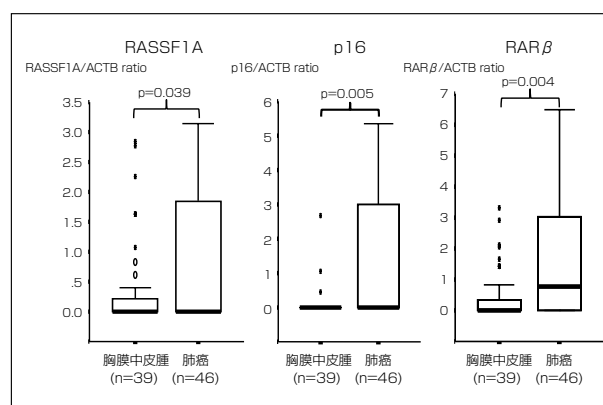 RASSF1A
RASSF1A/ACTB ratio
p=0.039
3.5
3.0
2.5
2.0
1.5
1.0
.5
0.0
胸膜中皮腫
(n=39)
肺癌
(n=46)
p16
p16/ACTB ratio
p=0.005
6
5
4
3
2
1
0
胸膜中皮腫
(n=39)
肺癌
(n=46)
RARβ
RARβ/ACTB ratio
p=0.004
7
6
5
4
3
2
1
0
胸膜中皮腫
(n=39)
肺癌
(n=46)